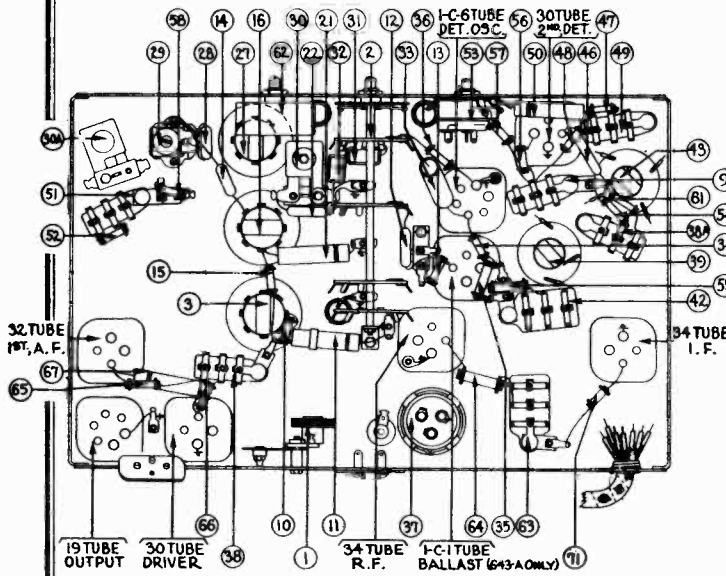 58 14 16 30 21 31 12 36 1-C-6 TUBE 56 30 TUBE 47
DET. OSC. 2ND. DET.
29 28 27 62 22 32 2 33 13 53 57 50 48 46 49
30A
43
9
51
61
54
52
38A
15
39
3
59
42
32 TUBE
1ST, A.F.
34 TUBE
I.F.
67
65
66 38 10 1 11 37 64 35 63 71
19 TUBE
OUTPUT
30 TUBE
DRIVER
34 TUBE
R.F.
1-C-1 TUBE
BALLAST (643-A ONLY)